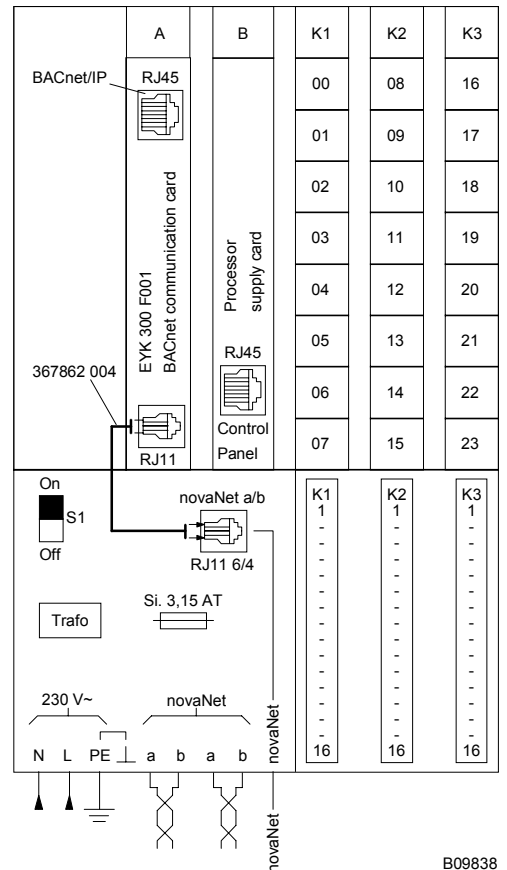 A B K1 K2 K3
BACnet/IP
RJ45
EYK 300 F001
BACnet communication card
367862 004
RJ11
Processor
supply card
RJ45
Control
Panel
00 08 16
01 09 17
02 10 18
03 11 19
04 12 20
05 13 21
06 14 22
07 15 23
On
S1
Off
novaNet a/b
RJ11 6/4
Trafo
Si. 3,15 AT
230 V~
novaNet
N L PE a b a b
novaNet
novaNet
K1 K2 K3
1 1 1
- - -
- - -
- - -
- - -
- - -
- - -
- - -
- - -
- - -
- - -
- - -
- - -
- - -
- - -
16 16 16
B09838